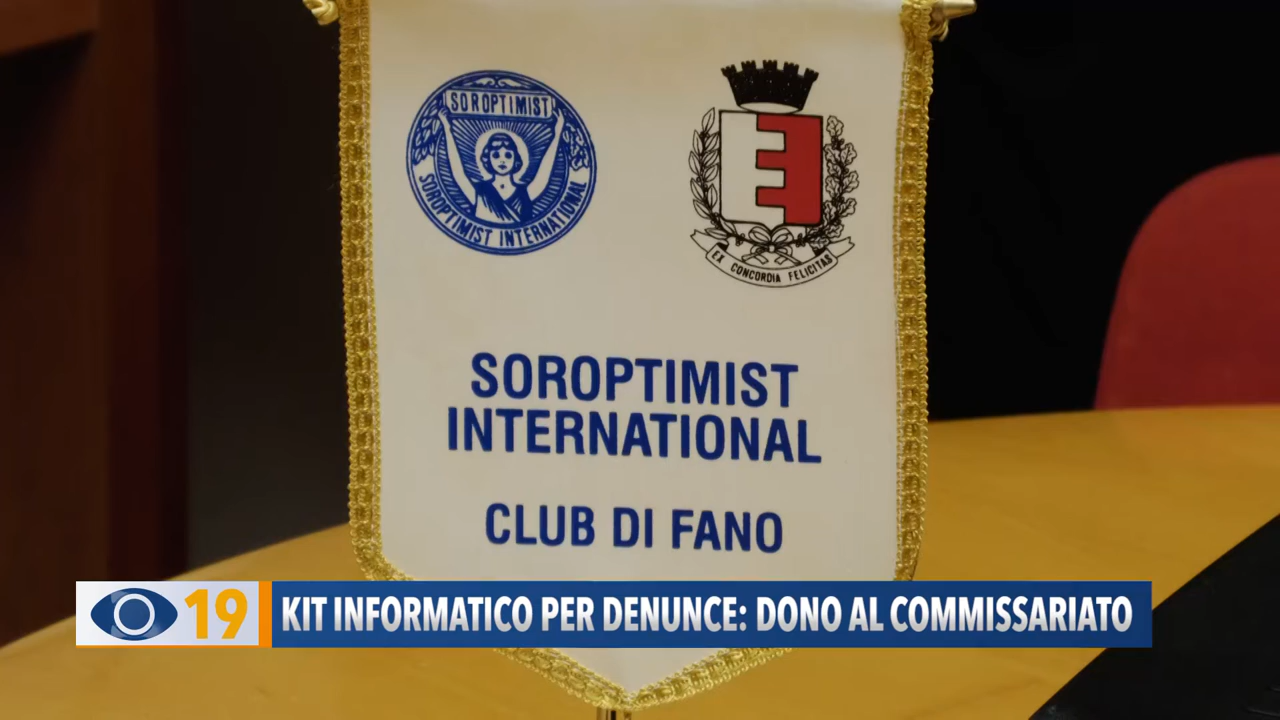 SOROPTIMIST
SOROPTIMIST INTERNATIONAL
EX CONCORDIA FELICITAS
SOROPTIMIST
INTERNATIONAL
CLUB DI FANO
19
KIT INFORMATICO PER DENUNCE: DONO AL COMMISSARIATO